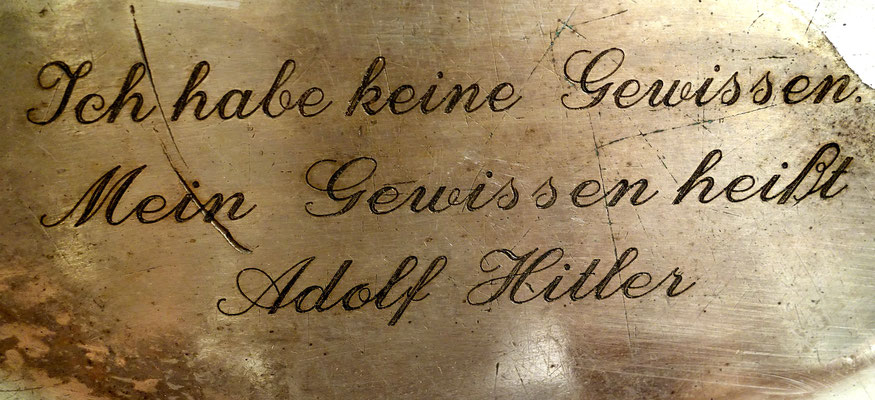 Ich habe keine Gewissen.
Mein Gewissen heißt
Adolf Hitler